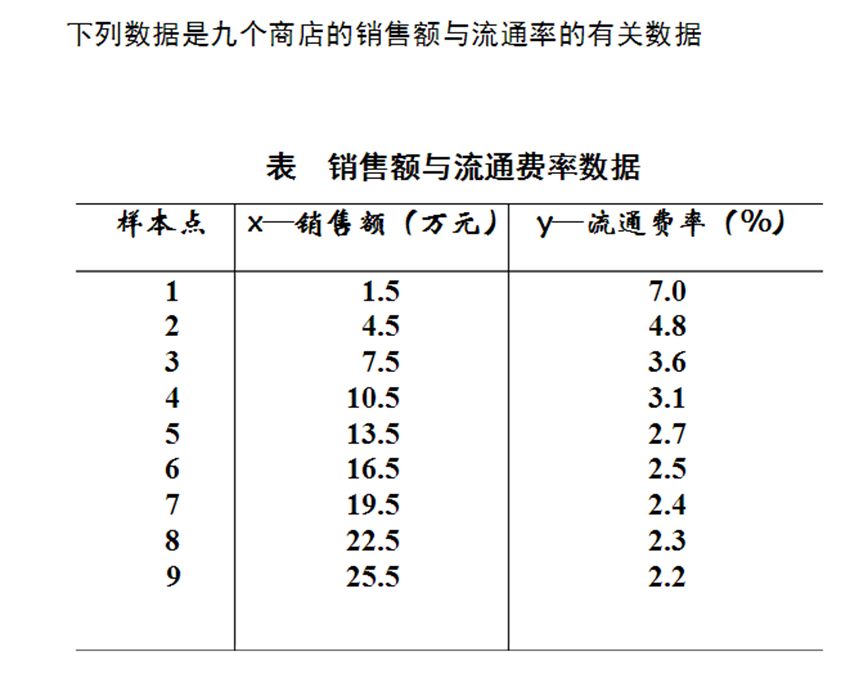 下列数据是九个商店的销售额与流通率的有关数据
表 销售额与流通费率数据
样本点 x—销售额（万元） y—流通费率（%）
1 1.5 7.0
2 4.5 4.8
3 7.5 3.6
4 10.5 3.1
5 13.5 2.7
6 16.5 2.5
7 19.5 2.4
8 22.5 2.3
9 25.5 2.2